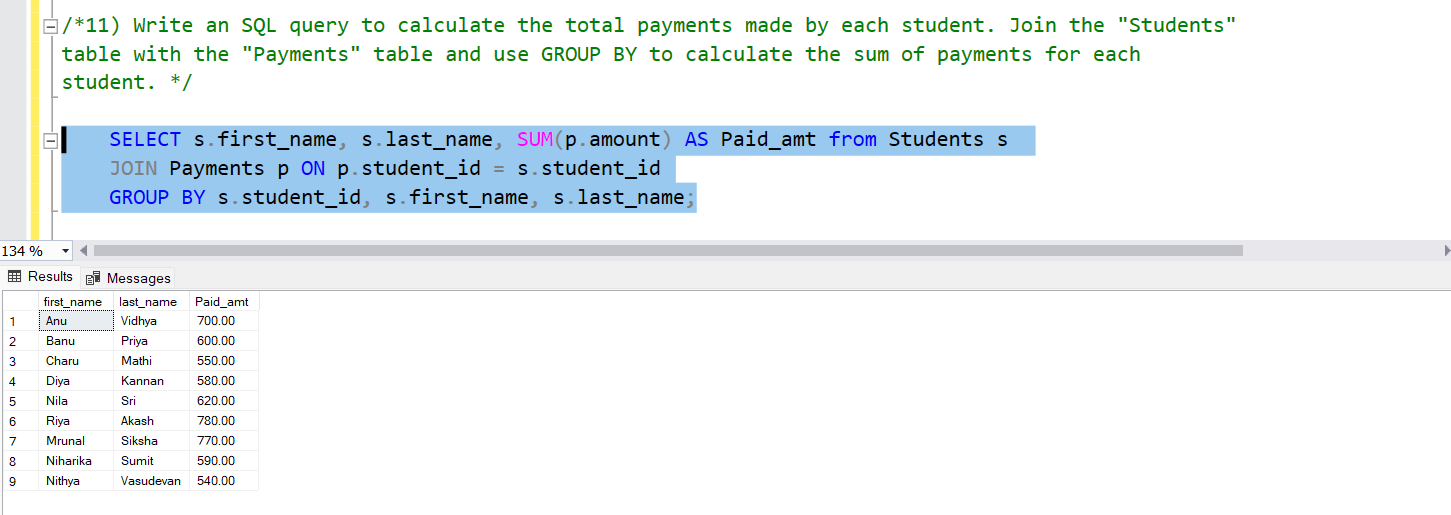 /*11) Write an SQL query to calculate the total payments made by each student. Join the "Students"
table with the "Payments" table and use GROUP BY to calculate the sum of payments for each
student. */
SELECT s.first_name, s.last_name, SUM(p.amount) AS Paid_amt from Students s
JOIN Payments p ON p.student_id = s.student_id
GROUP BY s.student_id, s.first_name, s.last_name;
134 %
Results Messages
first_name last_name Paid_amt
1 Anu Vidhya 700.00
2 Banu Priya 600.00
3 Charu Mathi 550.00
4 Diya Kannan 580.00
5 Nila Sri 620.00
6 Riya Akash 780.00
7 Mrunal Siksha 770.00
8 Niharika Sumit 590.00
9 Nithya Vasudevan 540.00